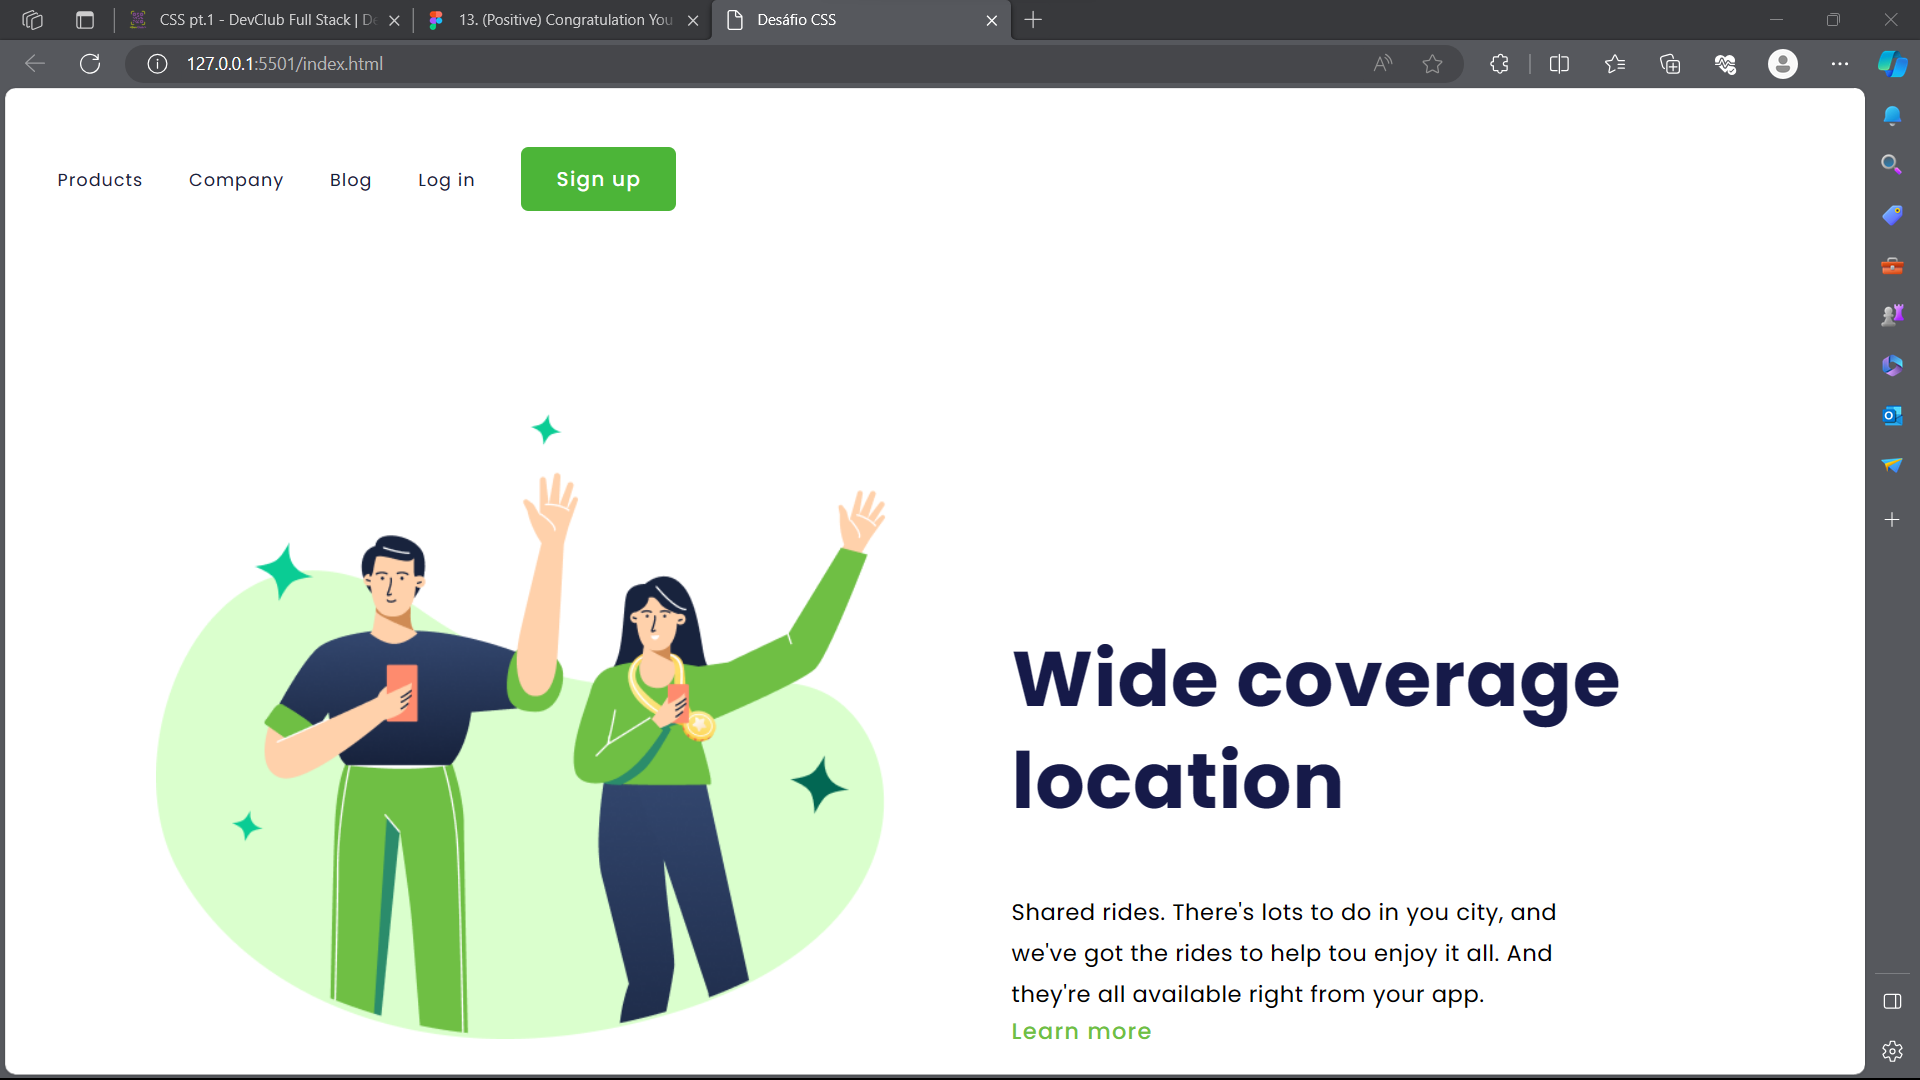 CSS pt.1 - DevClub Full Stack | De
13. (Positive) Congratulation You
Desáfio CSS
127.0.0.1:5501/index.html
Products
Company
Blog
Log in
Sign up
Wide coverage
location
Shared rides. There's lots to do in you city, and
we've got the rides to help tou enjoy it all. And
they're all available right from your app.
Learn more